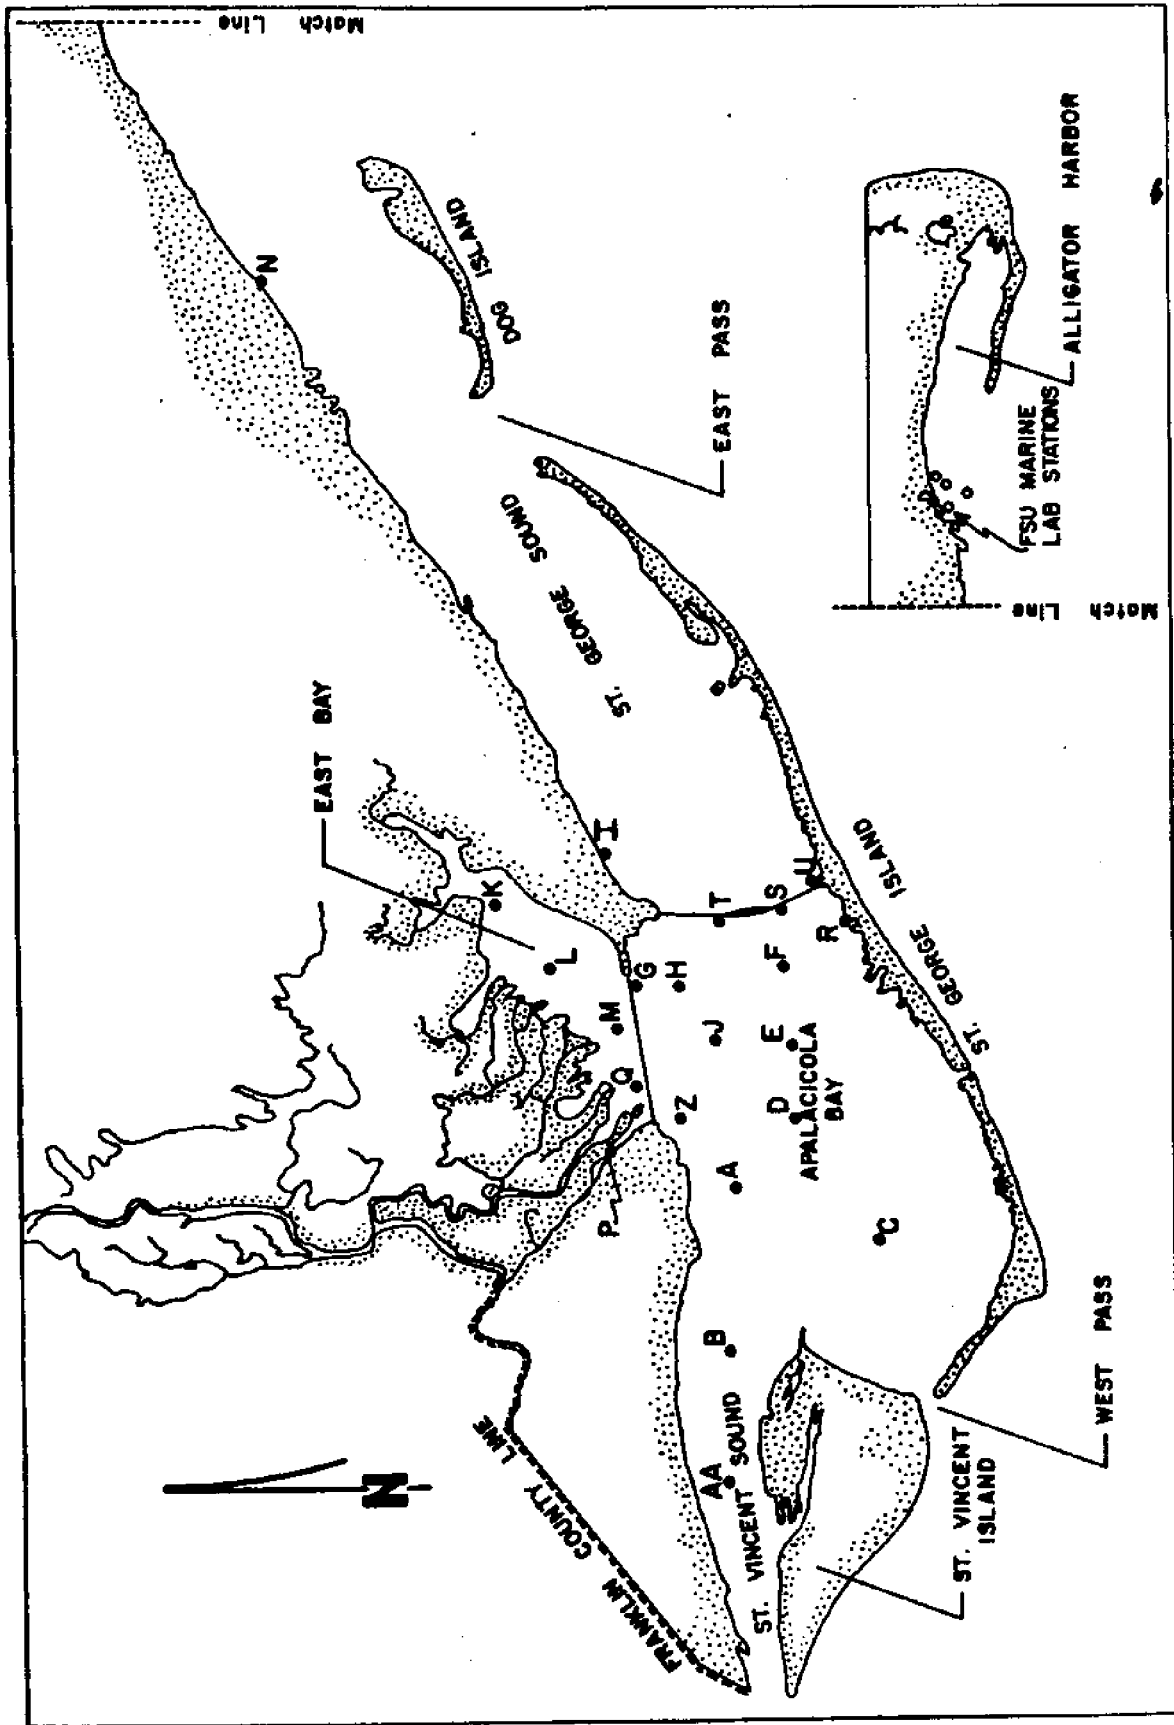 Match Line
N
DOG ISLAND
EAST PASS
ST. GEORGE SOUND
EAST BAY
I
K
L
M
G
H
T
S
U
R
F
J
E
Q
Z
D
A
P
C
B
AA
APALACICOLA
BAY
ST. GEORGE ISLAND
ST. VINCENT SOUND
WEST PASS
ST. VINCENT
ISLAND
FRANKLIN COUNTY LINE
N
FSU MARINE
LAB STATIONS
ALLIGATOR HARBOR
Match Line